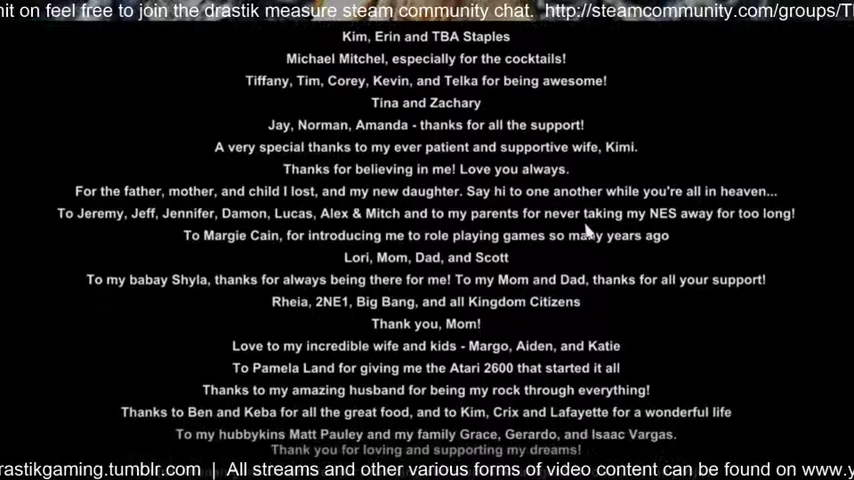 nit on feel free to join the drastik measure steam community chat.  http://steamcommunity.com/groups/T
Kim, Erin and TBA Staples
Michael Mitchel, especially for the cocktails!
Tiffany, Tim, Corey, Kevin, and Telka for being awesome!
Tina and Zachary
Jay, Norman, Amanda - thanks for all the support!
A very special thanks to my ever patient and supportive wife, Kimi.
Thanks for believing in me! Love you always.
For the father, mother, and child I lost, and my new daughter. Say hi to one another while you're all in heaven...
To Jeremy, Jeff, Jennifer, Damon, Lucas, Alex & Mitch and to my parents for never taking my NES away for too long!
To Margie Cain, for introducing me to role playing games so many years ago
Lori, Mom, Dad, and Scott
To my babay Shyla, thanks for always being there for me! To my Mom and Dad, thanks for all your support!
Rheia, 2NE1, Big Bang, and all Kingdom Citizens
Thank you, Mom!
Love to my incredible wife and kids - Margo, Aiden, and Katie
To Pamela Land for giving me the Atari 2600 that started it all
Thanks to my amazing husband for being my rock through everything!
Thanks to Ben and Keba for all the great food, and to Kim, Crix and Lafayette for a wonderful life
To my hubbykins Matt Pauley and my family Grace, Gerardo, and Isaac Vargas.
Thank you for loving and supporting my dreams!
rastikgaming.tumblr.com  |  All streams and other various forms of video content can be found on www.y